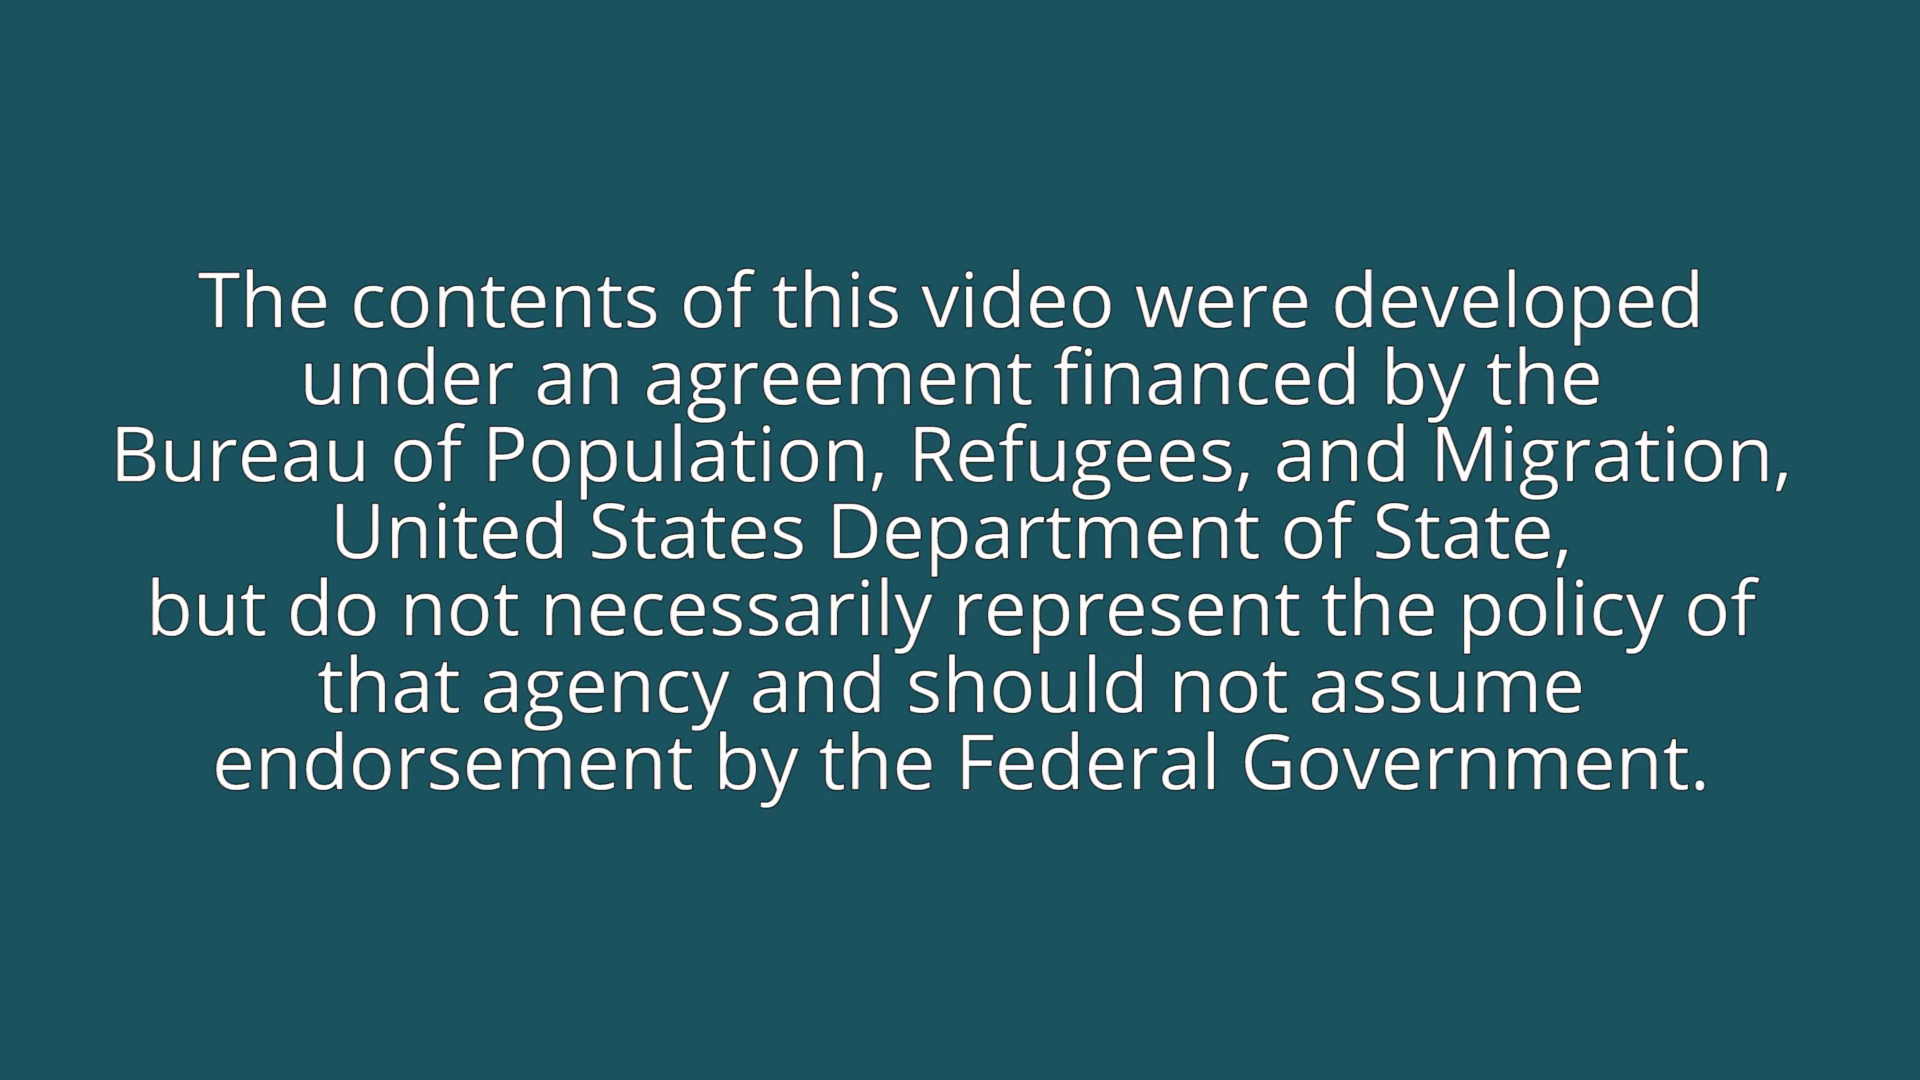 The contents of this video were developed
under an agreement financed by the
Bureau of Population, Refugees, and Migration,
United States Department of State,
but do not necessarily represent the policy of
that agency and should not assume
endorsement by the Federal Government.